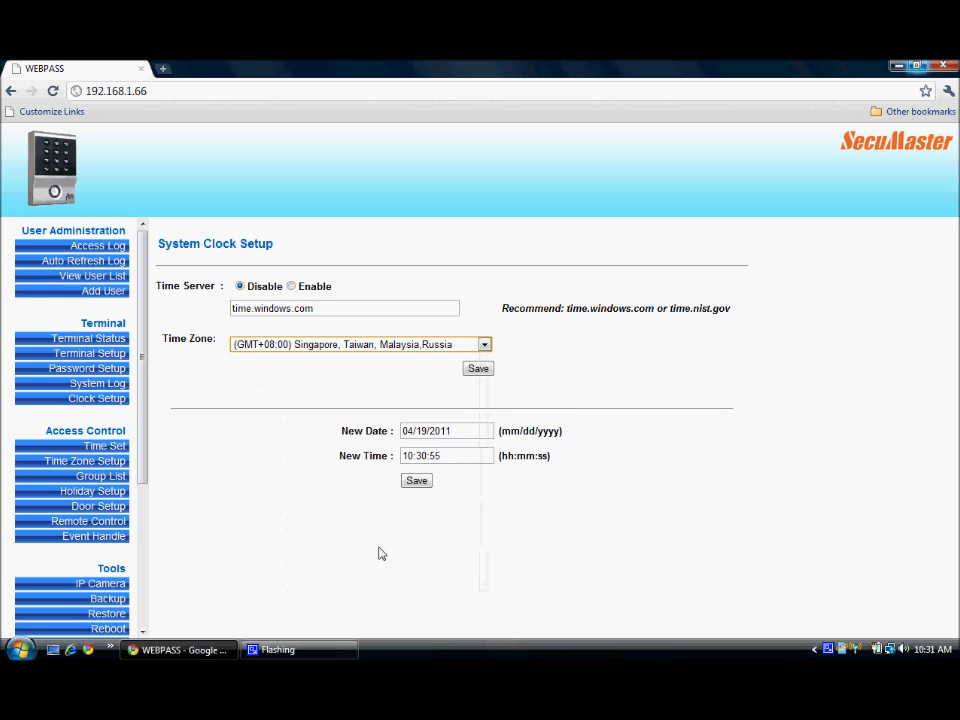 WEBPASS
192.168.1.66
Customize Links
Other bookmarks
SecuMaster
User Administration
Access Log
Auto Refresh Log
View User List
Add User
Terminal
Terminal Status
Terminal Setup
Password Setup
System Log
Clock Setup
Access Control
Time Set
Time Zone Setup
Group List
Holiday Setup
Door Setup
Remote Control
Event Handle
Tools
IP Camera
Backup
Restore
Reboot
System Clock Setup
Time Server : Disable Enable
time.windows.com
Recommend: time.windows.com or time.nist.gov
Time Zone: (GMT+08:00) Singapore, Taiwan, Malaysia,Russia
Save
New Date : 04/19/2011 (mm/dd/yyyy)
New Time : 10:30:55 (hh:mm:ss)
Save
WEBPASS - Google ...
Flashing
10:31 AM